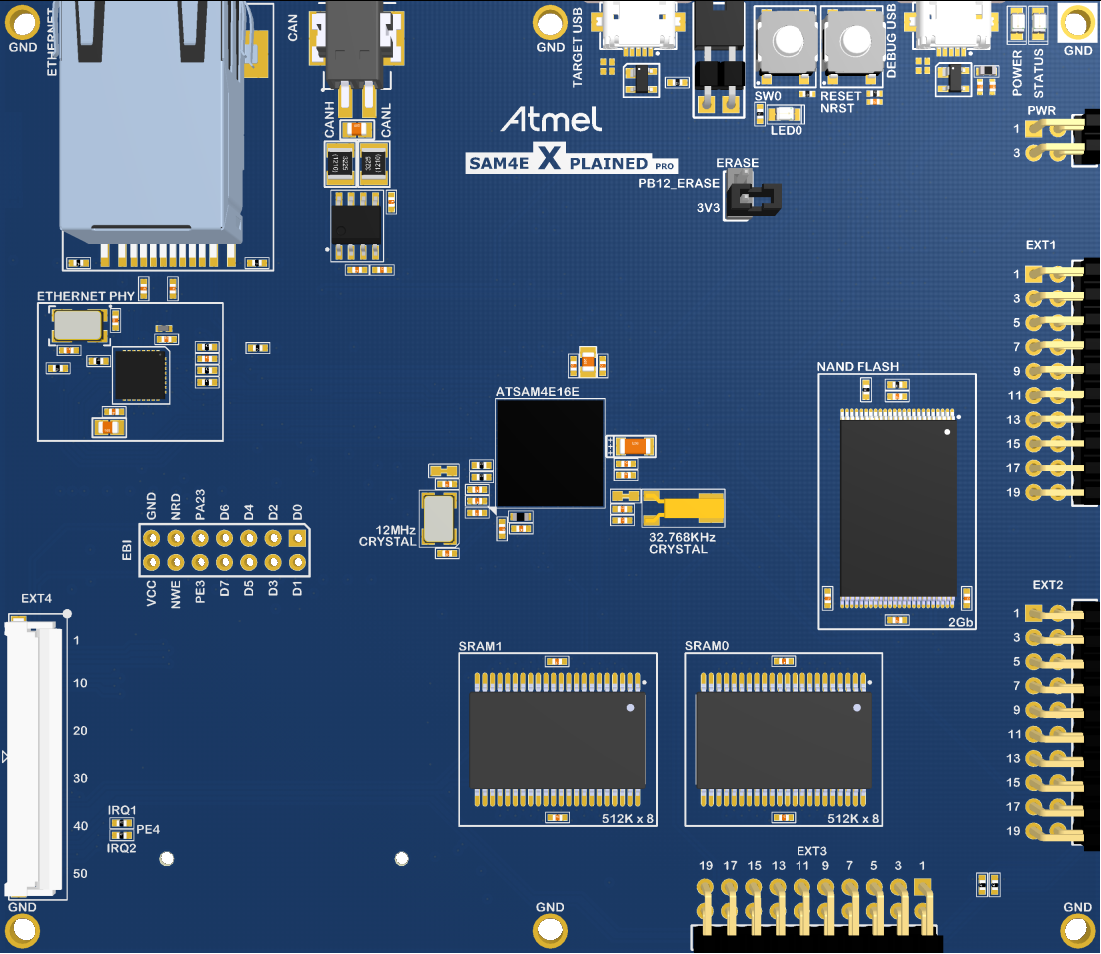 ETHERNET
GND
CAN
CANH
CANL
3225
(1210)
3225
(1210)
GND
TARGET USB
SW0
LED0
RESET
NRST
DEBUG USB
POWER
STATUS
GND
PWR
1
3
Atmel
SAM4E X PLAINED PRO
ERASE
PB12_ERASE
3V3
EXT1
1
3
5
7
9
11
13
15
17
19
ETHERNET PHY
ATSAM4E16E
NAND FLASH
2Gb
12MHz
CRYSTAL
32.768KHz
CRYSTAL
EBI
GND
NRD
PA23
D6
D4
D2
D0
VCC
NWE
PE3
D7
D5
D3
D1
EXT4
1
10
20
30
40
50
IRQ1
PE4
IRQ2
SRAM1
512K x 8
SRAM0
512K x 8
EXT2
1
3
5
7
9
11
13
15
17
19
EXT3
19 17 15 13 11 9 7 5 3 1
GND
GND
GND